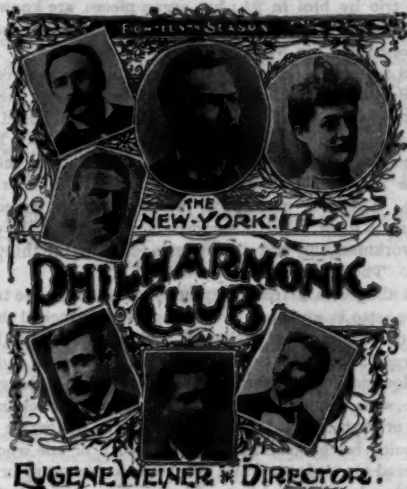 EIGHTEENTH SEASON
THE
NEW-YORK:
PHILHARMONIC
CLUB
EUGENE WEINER * DIRECTOR.